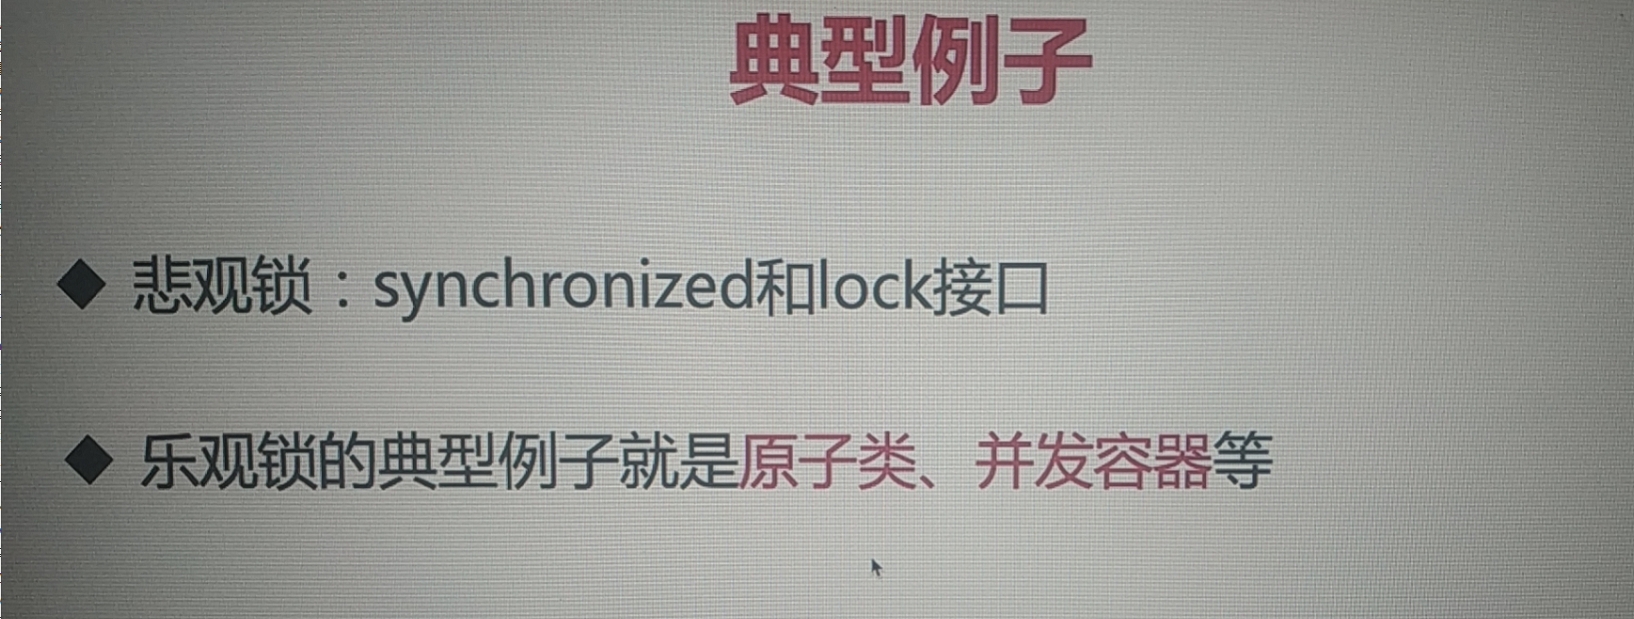 典型例子
◆ 悲观锁：synchronized和lock接口
◆ 乐观锁的典型例子就是原子类、并发容器等